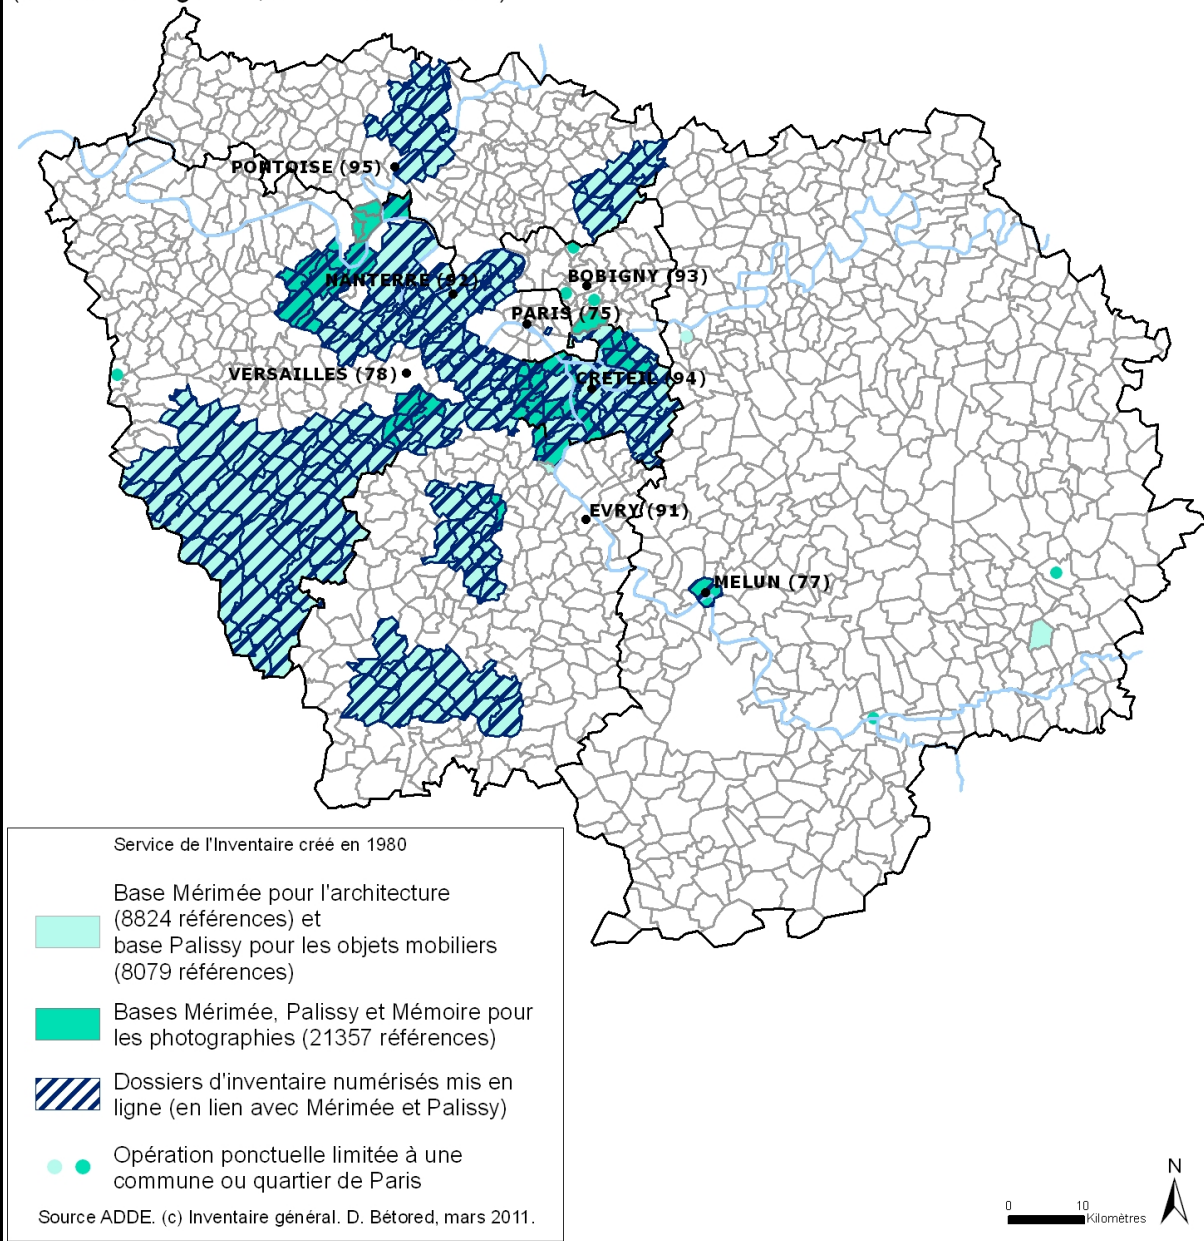 PONTOISE (95)
NANTERRE (92)
BOBIGNY (93)
PARIS (75)
VERSAILLES (78)
CRETEIL (94)
EVRY (91)
MELUN (77)
Service de l'Inventaire créé en 1980
Base Mérimée pour l'architecture
(8824 références) et
base Palissy pour les objets mobiliers
(8079 références)
Bases Mérimée, Palissy et Mémoire pour
les photographies (21357 références)
Dossiers d'inventaire numérisés mis en
ligne (en lien avec Mérimée et Palissy)
Opération ponctuelle limitée à une
commune ou quartier de Paris
Source ADDE. (c) Inventaire général. D. Bétored, mars 2011.
0 10
Kilomètres
N